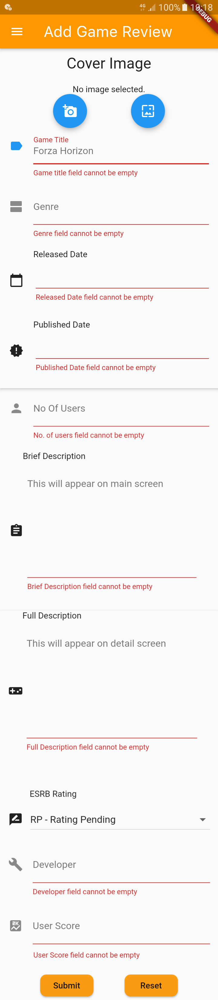 4G 100% 19:18
DEBUG
Add Game Review
Cover Image
No image selected.
Game Title
Forza Horizon
Game title field cannot be empty
Genre
Genre field cannot be empty
Released Date
Released Date field cannot be empty
Published Date
Published Date field cannot be empty
No Of Users
No. of users field cannot be empty
Brief Description
This will appear on main screen
Brief Description field cannot be empty
Full Description
This will appear on detail screen
Full Description field cannot be empty
ESRB Rating
RP - Rating Pending
Developer
Developer field cannot be empty
2K
User Score
User Score field cannot be empty
Submit Reset